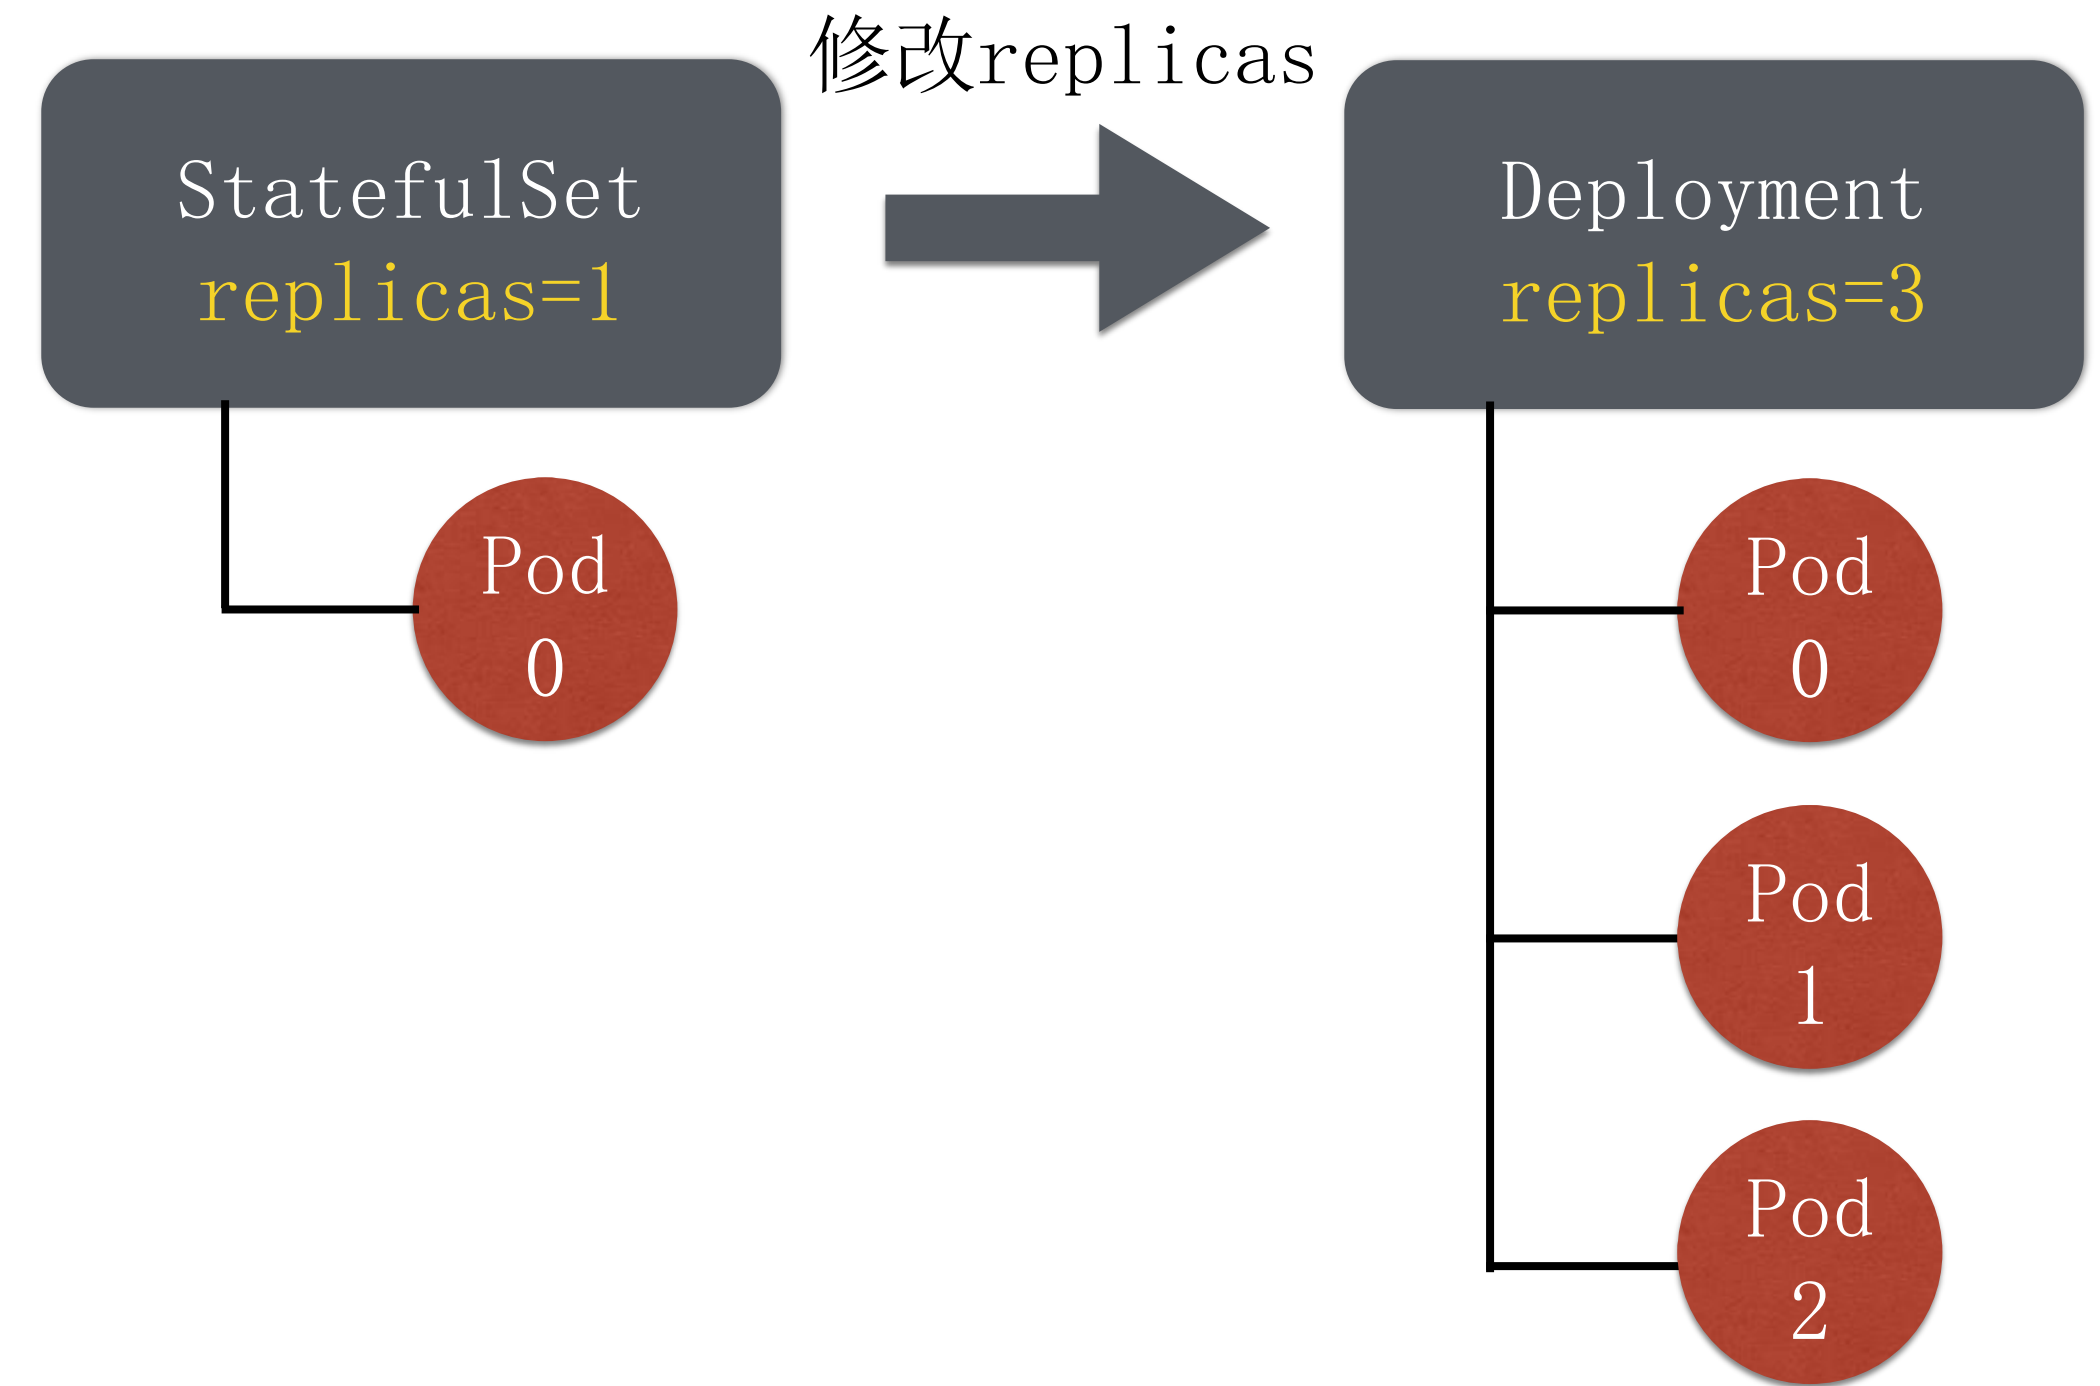 修改replicas
StatefulSet
replicas=1
Deployment
replicas=3
Pod
0
Pod
0
Pod
1
Pod
2